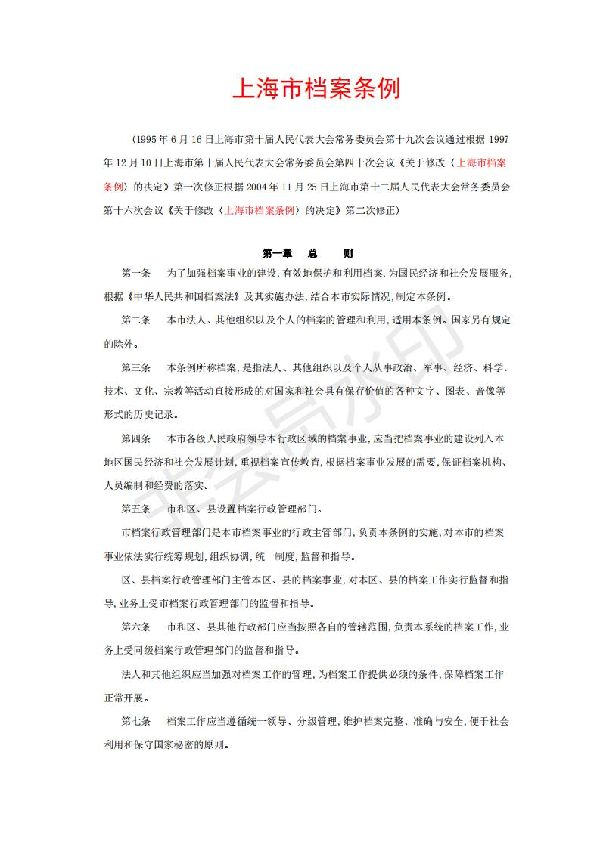 上海市档案条例
(1995 年 6 月 16 日上海市第十届人民代表大会常务委员会第十九次会议通过根据 1997
年 12 月 10 日上海市第十届人民代表大会常务委员会第四十次会议《关于修改〈上海市档案
条例〉的决定》第一次修正根据 2004 年 11 月 25 日上海市第十二届人民代表大会常务委员会
第十六次会议《关于修改〈上海市档案条例〉的决定》第二次修正)
第一章 总 则
第一条 为了加强档案事业的建设,有效地保护和利用档案,为国民经济和社会发展服务,
根据《中华人民共和国档案法》及其实施办法,结合本市实际情况,制定本条例。
第二条 本市法人、其他组织以及个人的档案的管理和利用,适用本条例。国家另有规定
的除外。
第三条 本条例所称档案,是指法人、其他组织以及个人从事政治、军事、经济、科学、
技术、文化、宗教等活动直接形成的对国家和社会具有保存价值的各种文字、图表、音像等
形式的历史记录。
第四条 本市各级人民政府领导本行政区域的档案事业,应当把档案事业的建设列入本
地区国民经济和社会发展计划,重视档案宣传教育,根据档案事业发展的需要,保证档案机构、
人员编制和经费的落实。
第五条 市和区、县设置档案行政管理部门。
市档案行政管理部门是本市档案事业的行政主管部门,负责本条例的实施,对本市的档案
事业依法实行统筹规划,组织协调,统一制度,监督和指导。
区、县档案行政管理部门主管本区、县的档案事业,对本区、县的档案工作实行监督和指
导,业务上受市档案行政管理部门的监督和指导。
第六条 市和区、县其他行政部门应当按照各自的管辖范围,负责本系统的档案工作,业
务上受同级档案行政管理部门的监督和指导。
法人和其他组织应当加强对档案工作的管理,为档案工作提供必须的条件,保障档案工作
正常开展。
第七条 档案工作应当遵循统一领导、分级管理,维护档案完整、准确与安全,便于社会
利用和保守国家秘密的原则。
非会员水印